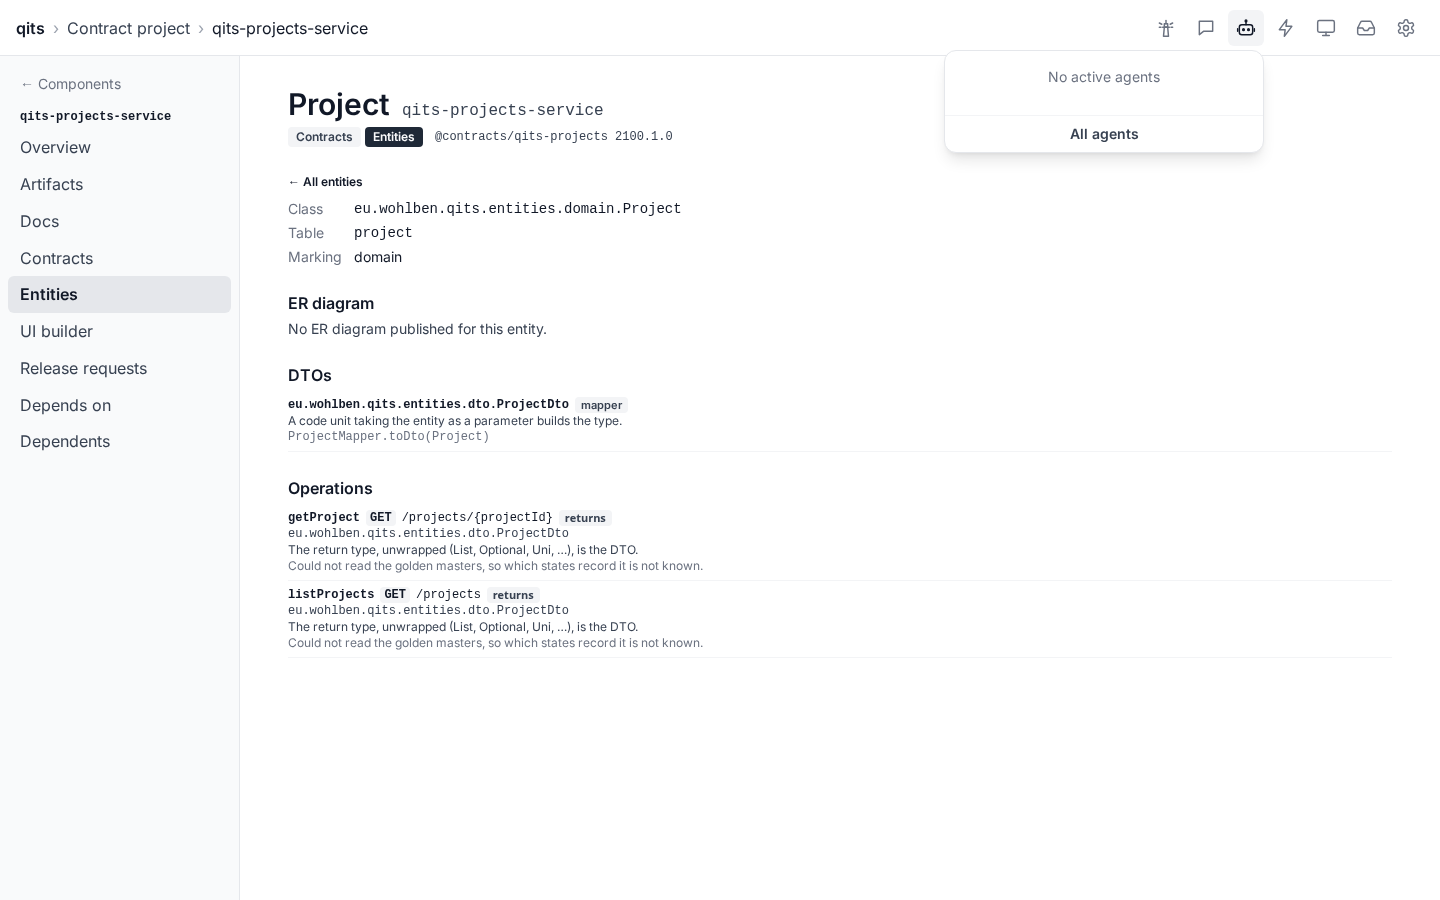 qits › Contract project › qits-projects-service
No active agents
All agents
← Components
qits-projects-service
Overview
Artifacts
Docs
Contracts
Entities
UI builder
Release requests
Depends on
Dependents
Project qits-projects-service
Contracts Entities @contracts/qits-projects 2100.1.0
← All entities
Class eu.wohlben.qits.entities.domain.Project
Table project
Marking domain
ER diagram
No ER diagram published for this entity.
DTOs
eu.wohlben.qits.entities.dto.ProjectDto mapper
A code unit taking the entity as a parameter builds the type.
ProjectMapper.toDto(Project)
Operations
getProject GET /projects/{projectId} returns
eu.wohlben.qits.entities.dto.ProjectDto
The return type, unwrapped (List, Optional, Uni, …), is the DTO.
Could not read the golden masters, so which states record it is not known.
listProjects GET /projects returns
eu.wohlben.qits.entities.dto.ProjectDto
The return type, unwrapped (List, Optional, Uni, …), is the DTO.
Could not read the golden masters, so which states record it is not known.